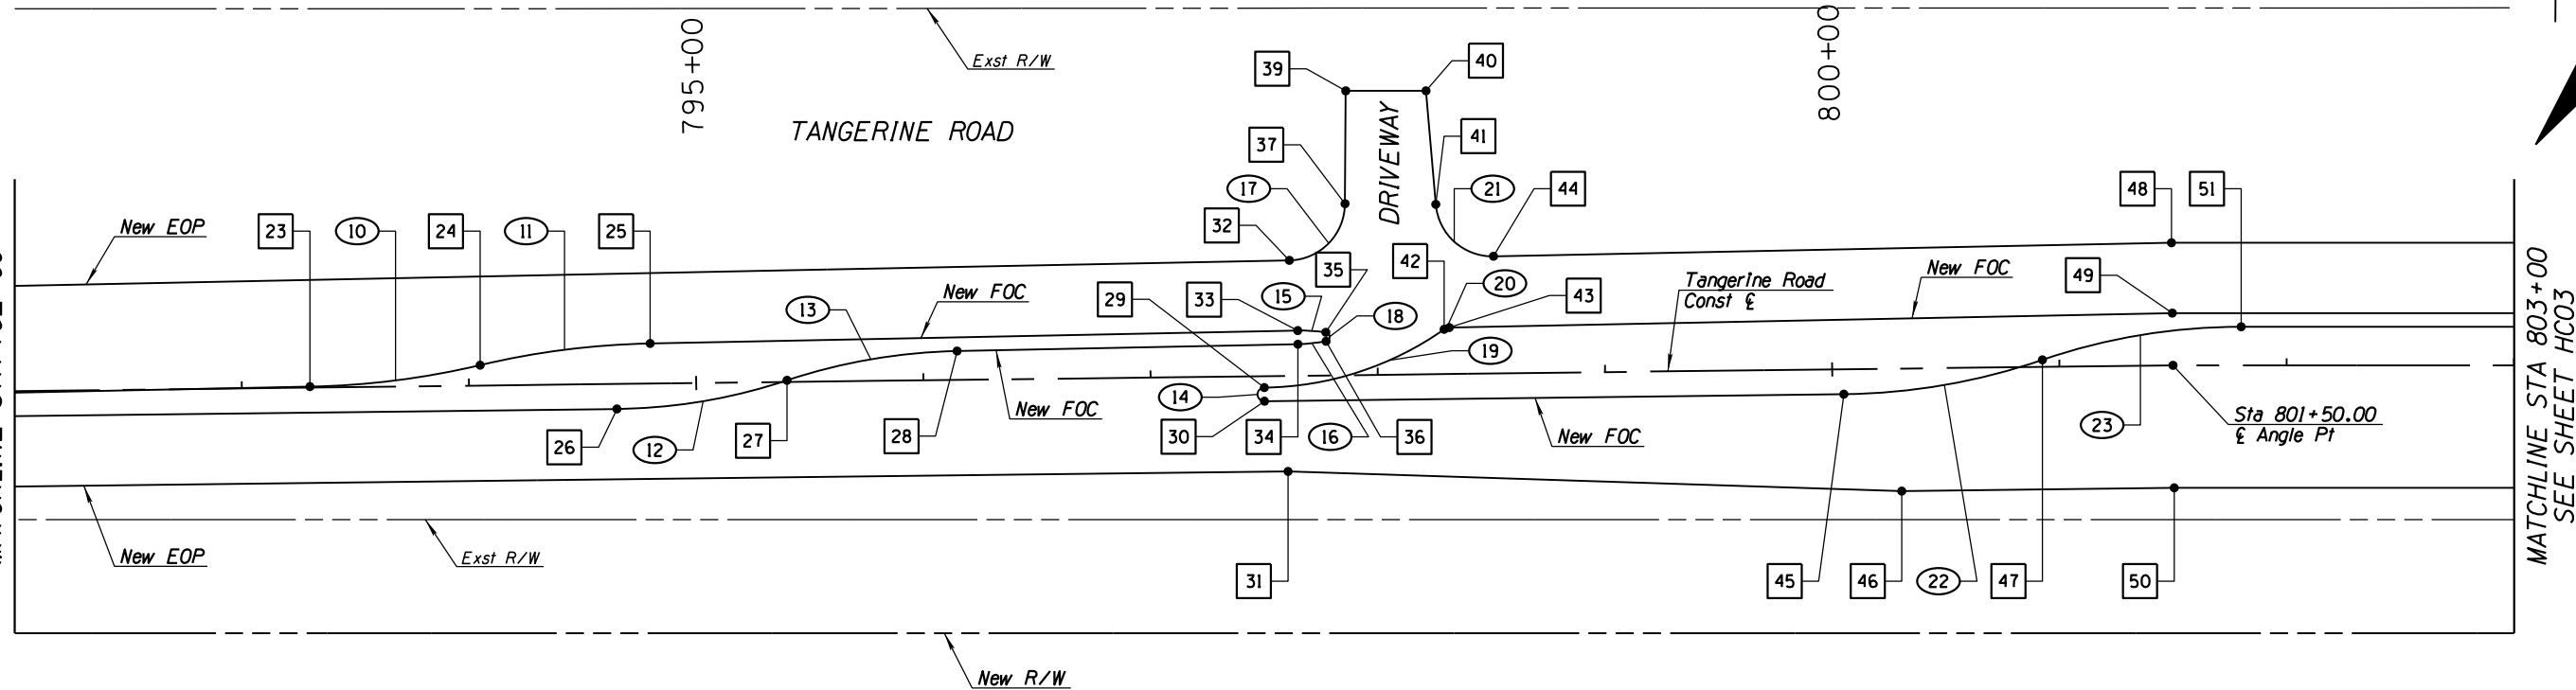 795+00
800+00
Exst R/W
39
40
TANGERINE ROAD
37
41
DRIVEWAY
17
21
44
48
51
New EOP
23
10
24
11
25
32
35
42
20
43
Tangerine Road
Const ℄
New FOC
49
New FOC
29
33
15
18
13
19
14
30
34
16
36
New FOC
New FOC
26
12
27
28
Sta 801+50.00
℄ Angle Pt
23
MATCHLINE STA 803+00
SEE SHEET HC03
New EOP
Exst R/W
31
45
46
22
47
50
New R/W